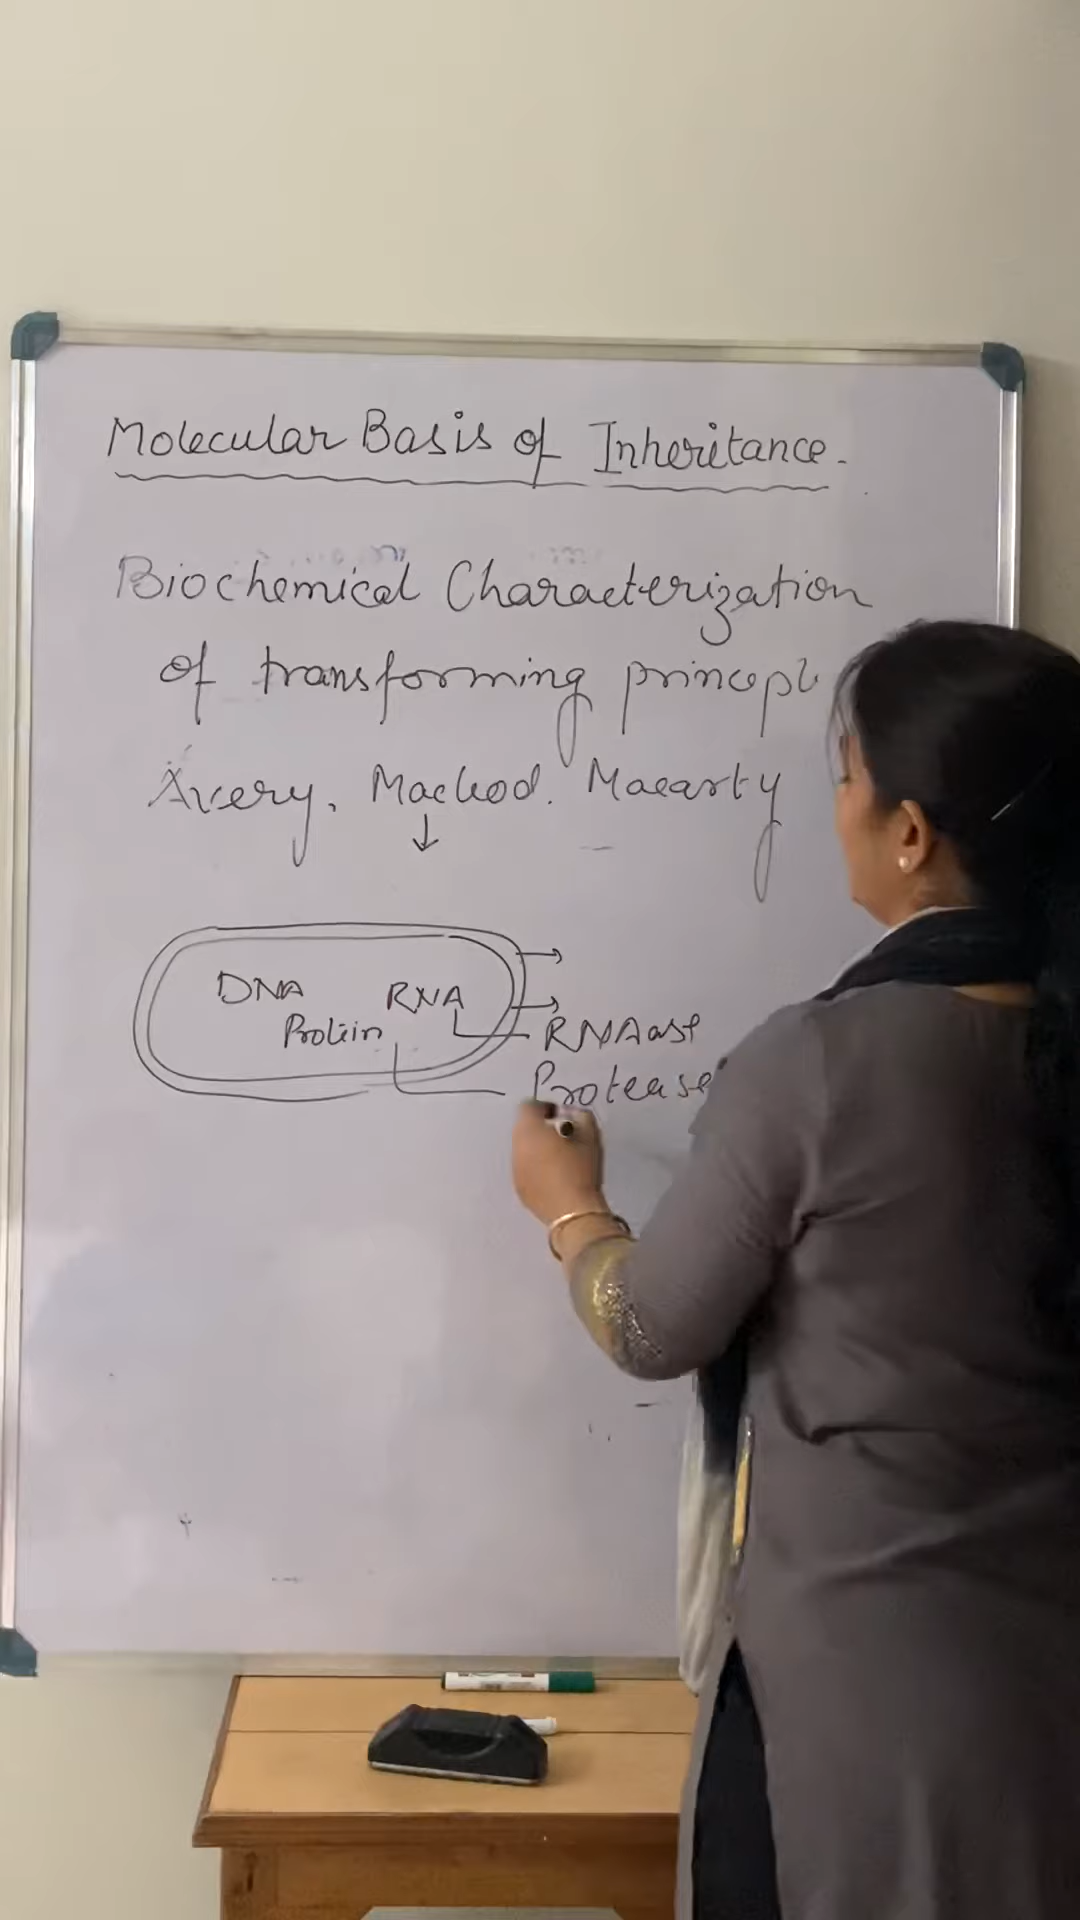 Molecular Basis of Inheritance.
Biochemical Characterization
of transforming principl
Avery, Macleod, Macarty
DNA RNA
Protein
RNAase
Protease